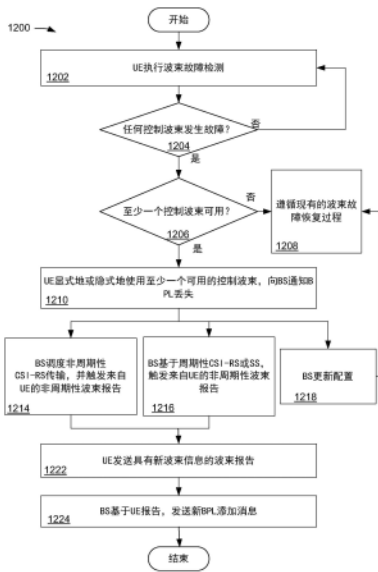 开始
1200
UE执行波束故障检测
1202
任何控制波束发生故障?
否
1204
是
至少一个控制波束可用?
否
1206
遵循现有的波束故
障恢复过程
1208
是
UE显式地或隐式地使用至少一个可用的控制波束，向BS通知B
PL丢失
1210
BS调度非周期性
CSI-RS传输，并触发来自
UE的非周期性波束报告
1214
BS基于周期性CSI-RS或SS，
触发来自UE的非周期性波束
报告
1216
BS更新配置
1218
UE发送具有新波束信息的波束报告
1222
BS基于UE报告，发送新BPL添加消息
1224
结束